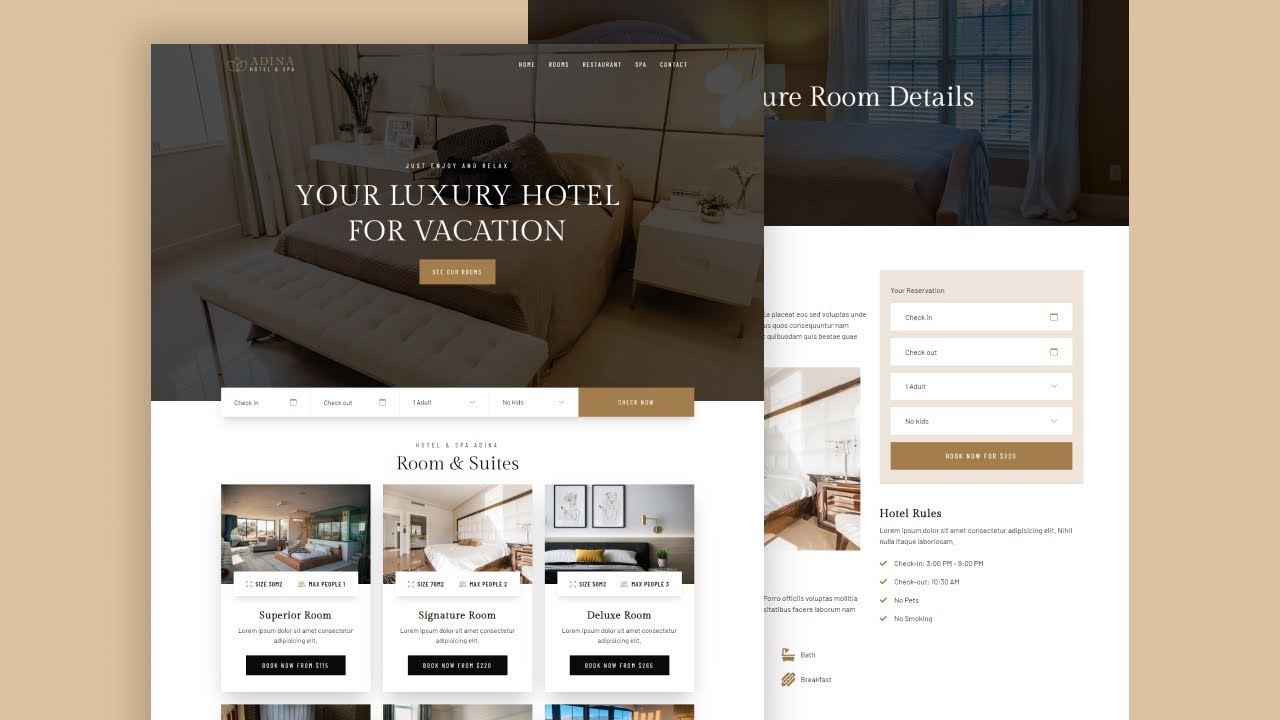 ADINA
HOTEL & SPA
HOME ROOMS RESTAURANT SPA CONTACT
JUST ENJOY AND RELAX
YOUR LUXURY HOTEL
FOR VACATION
SEE OUR ROOMS
Check in
Check out
1 Adult
No kids
CHECK NOW
HOTEL & SPA ADINA
Room & Suites
SIZE 30M2 MAX PEOPLE 1
Superior Room
Lorem ipsum dolor sit amet consectetur
adipisicing elit.
BOOK NOW FROM $115
SIZE 70M2 MAX PEOPLE 2
Signature Room
Lorem ipsum dolor sit amet consectetur
adipisicing elit.
BOOK NOW FROM $220
SIZE 50M2 MAX PEOPLE 3
Deluxe Room
Lorem ipsum dolor sit amet consectetur
adipisicing elit.
BOOK NOW FROM $265
ure Room Details
Ea placeat eos sed voluptas unde
us quos consequuntur nam
t quibusdam quis beatae quae
Porro officiis voluptas mollitia
sitatibus facere laborum nam
Bath
Breakfast
Your Reservation
Check in
Check out
1 Adult
No kids
BOOK NOW FOR $220
Hotel Rules
Lorem ipsum dolor sit amet consectetur adipisicing elit. Nihil
nulla itaque laboriosam,
Check-in: 3:00 PM - 9:00 PM
Check-out: 10:30 AM
No Pets
No Smoking